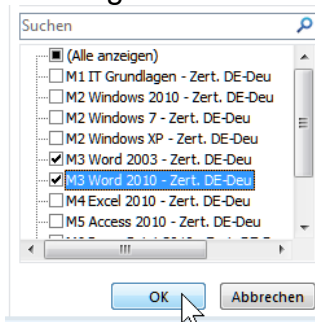 Suchen
(Alle anzeigen)
M1 IT Grundlagen - Zert. DE-Deu
M2 Windows 2010 - Zert. DE-Deu
M2 Windows 7 - Zert. DE-Deu
M2 Windows XP - Zert. DE-Deu
M3 Word 2003 - Zert. DE-Deu
M3 Word 2010 - Zert. DE-Deu
M4 Excel 2010 - Zert. DE-Deu
M5 Access 2010 - Zert. DE-Deu
OK
Abbrechen